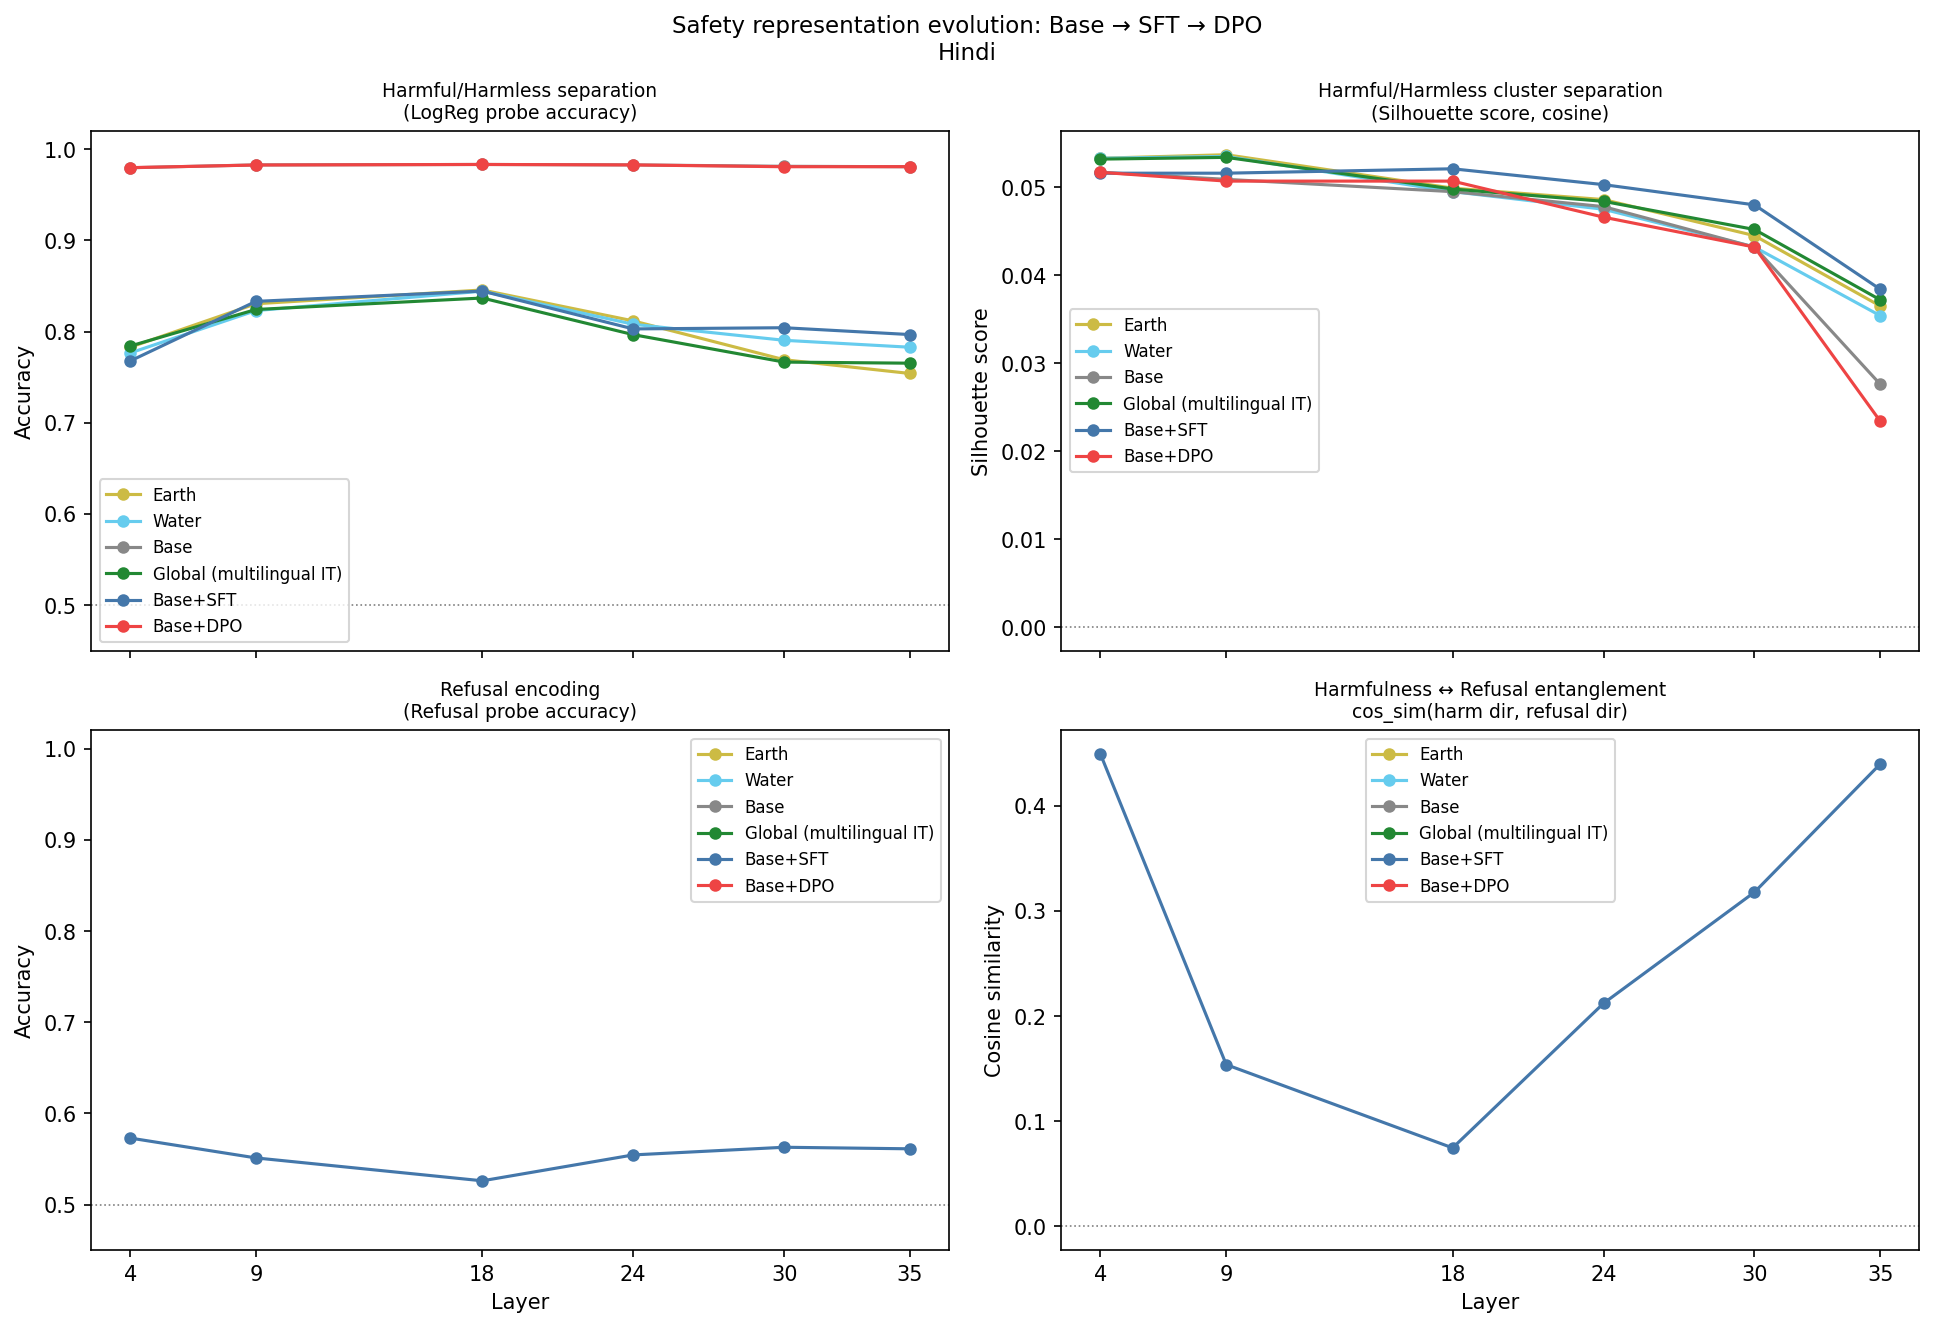 Safety representation evolution: Base → SFT → DPO
Hindi
Harmful/Harmless separation
(LogReg probe accuracy)
Accuracy
1.0
0.9
0.8
0.7
0.6
0.5
Earth
Water
Base
Global (multilingual IT)
Base+SFT
Base+DPO
Harmful/Harmless cluster separation
(Silhouette score, cosine)
Silhouette score
0.05
0.04
0.03
0.02
0.01
0.00
Earth
Water
Base
Global (multilingual IT)
Base+SFT
Base+DPO
Refusal encoding
(Refusal probe accuracy)
Accuracy
1.0
0.9
0.8
0.7
0.6
0.5
Earth
Water
Base
Global (multilingual IT)
Base+SFT
Base+DPO
4 9 18 24 30 35
Layer
Harmfulness ↔ Refusal entanglement
cos_sim(harm dir, refusal dir)
Cosine similarity
0.4
0.3
0.2
0.1
0.0
Earth
Water
Base
Global (multilingual IT)
Base+SFT
Base+DPO
4 9 18 24 30 35
Layer